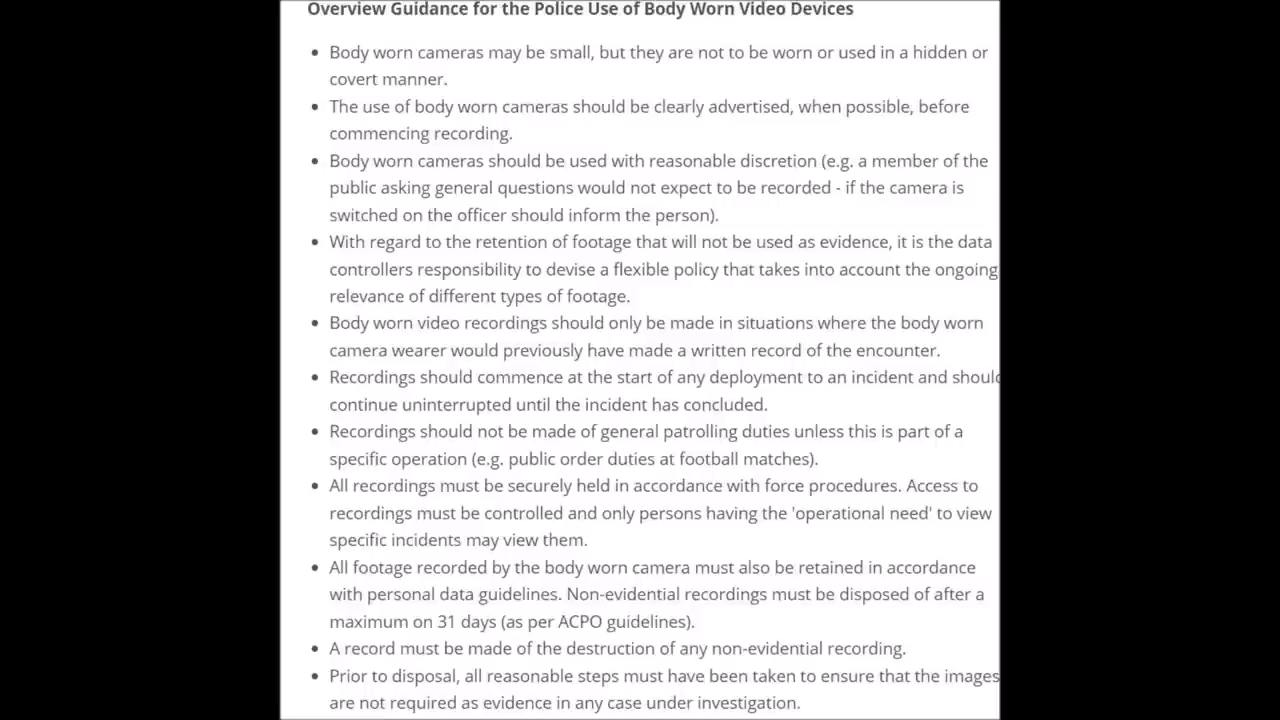 Overview Guidance for the Police Use of Body Worn Video Devices
• Body worn cameras may be small, but they are not to be worn or used in a hidden or
covert manner.
• The use of body worn cameras should be clearly advertised, when possible, before
commencing recording.
• Body worn cameras should be used with reasonable discretion (e.g. a member of the
public asking general questions would not expect to be recorded - if the camera is
switched on the officer should inform the person).
• With regard to the retention of footage that will not be used as evidence, it is the data
controllers responsibility to devise a flexible policy that takes into account the ongoing
relevance of different types of footage.
• Body worn video recordings should only be made in situations where the body worn
camera wearer would previously have made a written record of the encounter.
• Recordings should commence at the start of any deployment to an incident and should
continue uninterrupted until the incident has concluded.
• Recordings should not be made of general patrolling duties unless this is part of a
specific operation (e.g. public order duties at football matches).
• All recordings must be securely held in accordance with force procedures. Access to
recordings must be controlled and only persons having the 'operational need' to view
specific incidents may view them.
• All footage recorded by the body worn camera must also be retained in accordance
with personal data guidelines. Non-evidential recordings must be disposed of after a
maximum on 31 days (as per ACPO guidelines).
• A record must be made of the destruction of any non-evidential recording.
• Prior to disposal, all reasonable steps must have been taken to ensure that the images
are not required as evidence in any case under investigation.